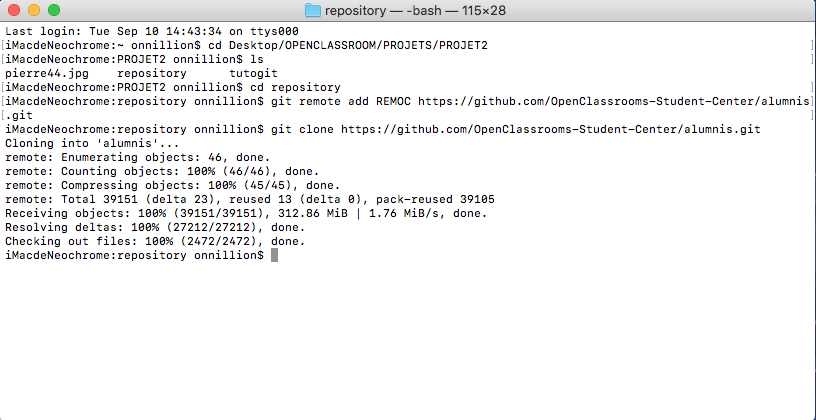 repository — -bash — 115×28
Last login: Tue Sep 10 14:43:34 on ttys000
[iMacdeNeochrome:~ onnillion$ cd Desktop/OPENCLASSROOM/PROJETS/PROJET2 ]
[iMacdeNeochrome:PROJET2 onnillion$ ls ]
pierre44.jpg repository tutogit
[iMacdeNeochrome:PROJET2 onnillion$ cd repository ]
[iMacdeNeochrome:repository onnillion$ git remote add REMOC https://github.com/OpenClassrooms-Student-Center/alumnis]
[.git ]
iMacdeNeochrome:repository onnillion$ git clone https://github.com/OpenClassrooms-Student-Center/alumnis.git
Cloning into 'alumnis'...
remote: Enumerating objects: 46, done.
remote: Counting objects: 100% (46/46), done.
remote: Compressing objects: 100% (45/45), done.
remote: Total 39151 (delta 23), reused 13 (delta 0), pack-reused 39105
Receiving objects: 100% (39151/39151), 312.86 MiB | 1.76 MiB/s, done.
Resolving deltas: 100% (27212/27212), done.
Checking out files: 100% (2472/2472), done.
iMacdeNeochrome:repository onnillion$